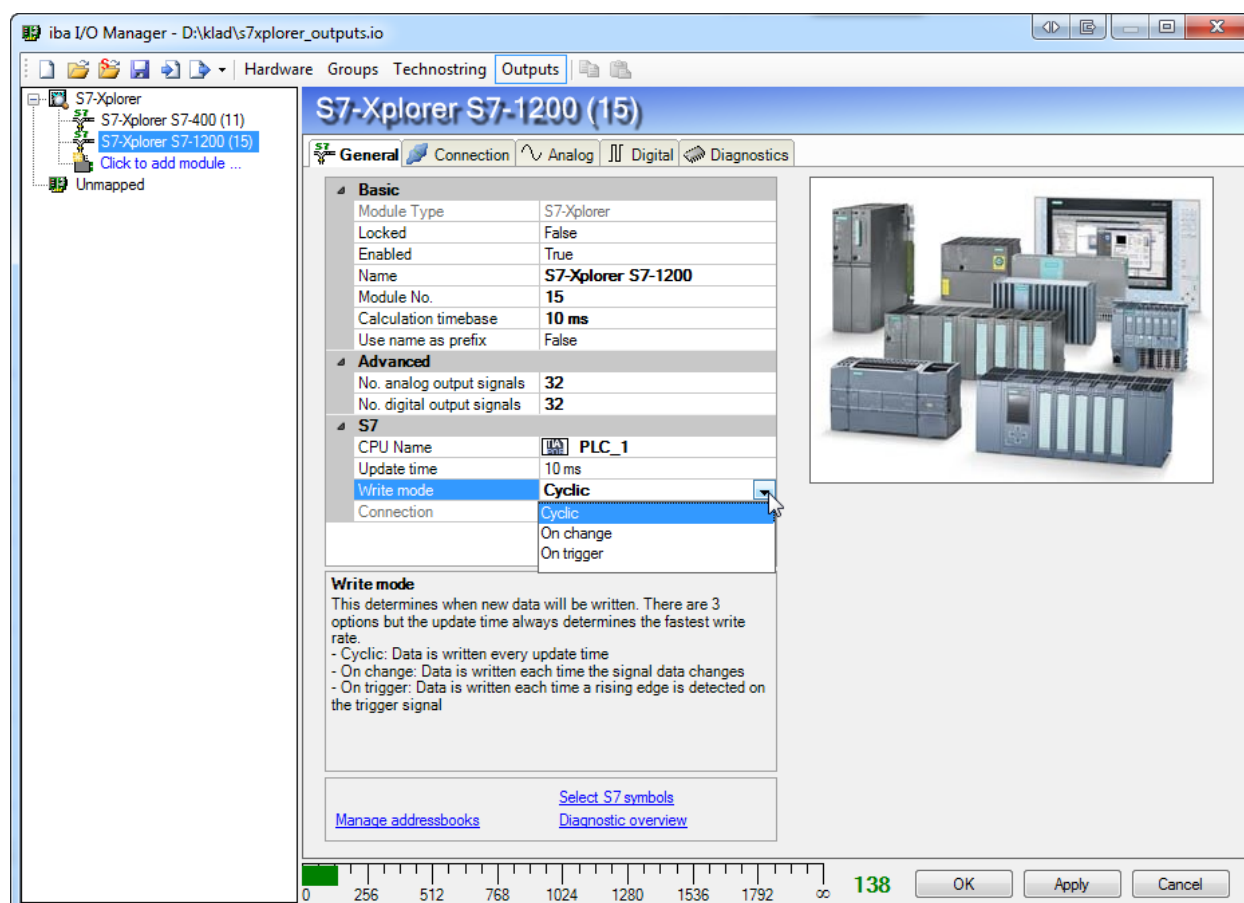 iba I/O Manager - D:\klad\s7xplorer_outputs.io
Hardware Groups Technostring Outputs
S7-Xplorer
S7-Xplorer S7-400 (11)
S7-Xplorer S7-1200 (15)
Click to add module ...
Unmapped
S7-Xplorer S7-1200 (15)
General Connection Analog Digital Diagnostics
Basic
Module Type S7-Xplorer
Locked False
Enabled True
Name S7-Xplorer S7-1200
Module No. 15
Calculation timebase 10 ms
Use name as prefix False
Advanced
No. analog output signals 32
No. digital output signals 32
S7
CPU Name PLC_1
Update time 10 ms
Write mode Cyclic
Connection
Cyclic
On change
On trigger
Write mode
This determines when new data will be written. There are 3
options but the update time always determines the fastest write
rate.
- Cyclic: Data is written every update time
- On change: Data is written each time the signal data changes
- On trigger: Data is written each time a rising edge is detected on
the trigger signal
Select S7 symbols
Manage addressbooks Diagnostic overview
0 256 512 768 1024 1280 1536 1792 ∞ 138 OK Apply Cancel